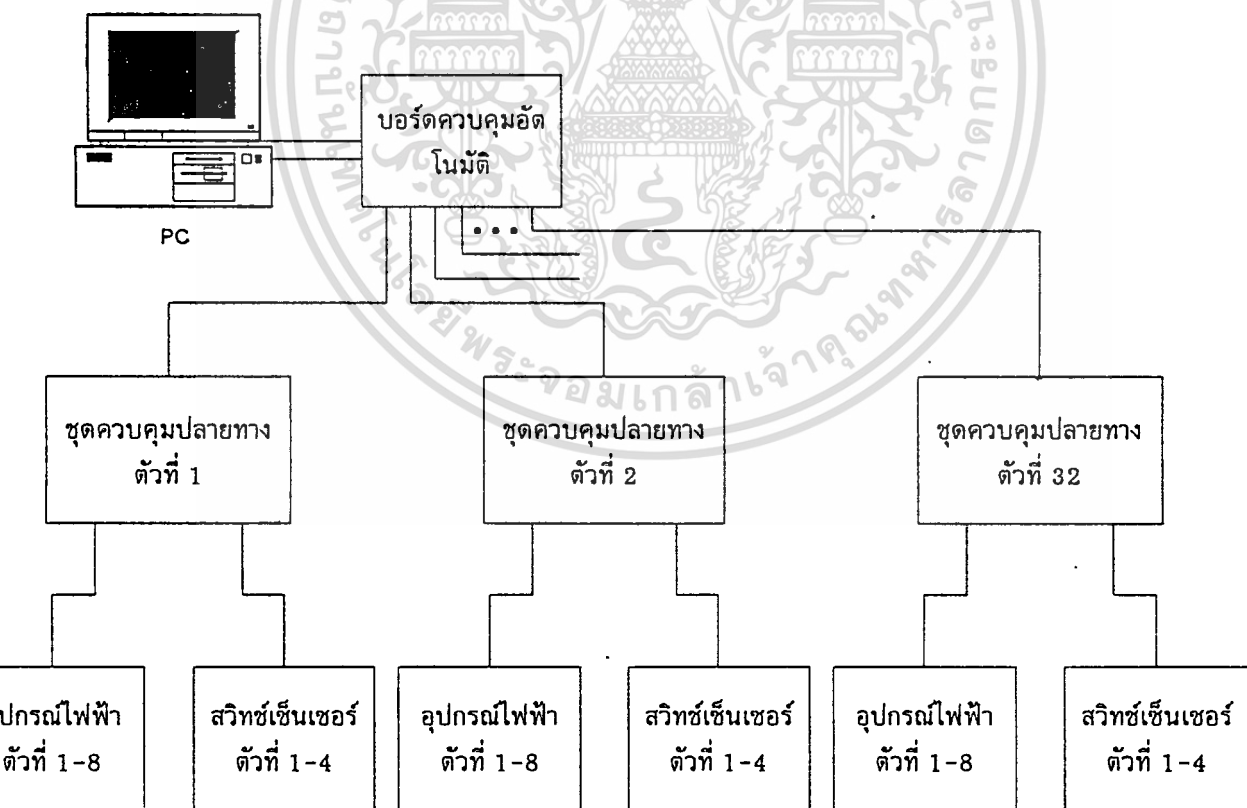 บอร์ดควบคุมอัต
โนมัติ
PC
ชุดควบคุมปลายทาง
ตัวที่ 1
ชุดควบคุมปลายทาง
ตัวที่ 2
ชุดควบคุมปลายทาง
ตัวที่ 32
ปกรณ์ไฟฟ้า
ตัวที่ 1-8
สวิทช์เซ็นเซอร์
ตัวที่ 1-4
อุปกรณ์ไฟฟ้า
ตัวที่ 1-8
สวิทช์เซ็นเซอร์
ตัวที่ 1-4
อุปกรณ์ไฟฟ้า
ตัวที่ 1-8
สวิทช์เซ็นเซอร์
ตัวที่ 1-4